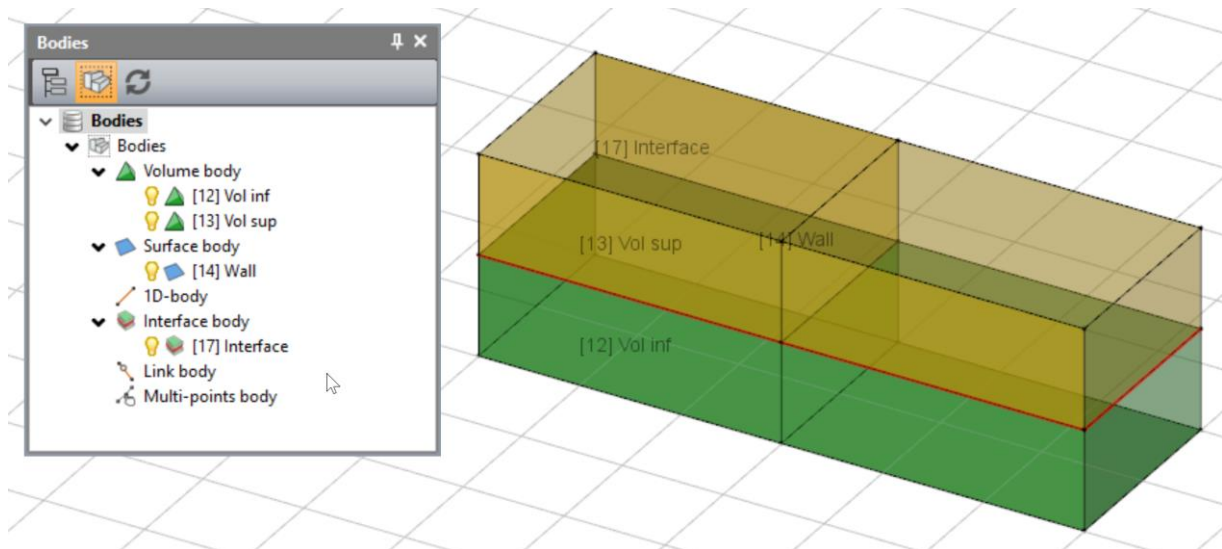 Bodies
Bodies
Bodies
Volume body
[12] Vol inf
[13] Vol sup
Surface body
[14] Wall
1D-body
Interface body
[17] Interface
Link body
Multi-points body
[17] Interface
[13] Vol sup
[14] Wall
[12] Vol inf